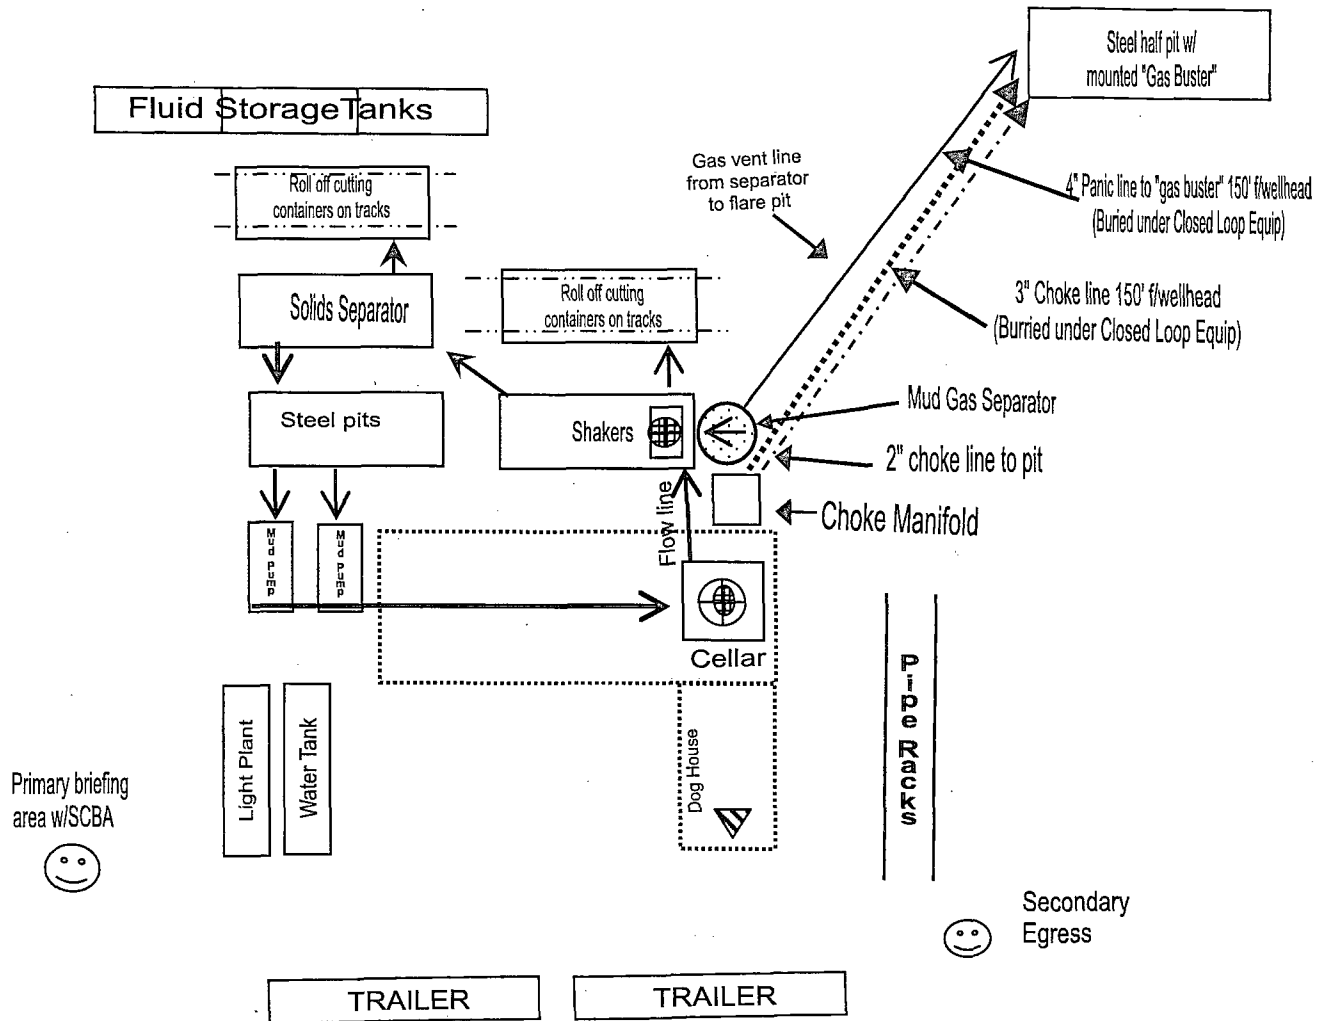 Steel half pit w/
mounted "Gas Buster"
Fluid StorageTanks
Gas vent line
from separator
to flare pit
Roll off cutting
containers on tracks
4" Panic line to "gas buster" 150' f/wellhead
(Buried under Closed Loop Equip)
Solids Separator
Roll off cutting
containers on tracks
3" Choke line 150' f/wellhead
(Burried under Closed Loop Equip)
Steel pits
Shakers
Mud Gas Separator
2" choke line to pit
Flow line
Choke Manifold
Mud pump
Mud pump
Cellar
Pipe Racks
Light Plant
Water Tank
Dog House
Primary briefing
area w/SCBA
Secondary
Egress
TRAILER
TRAILER